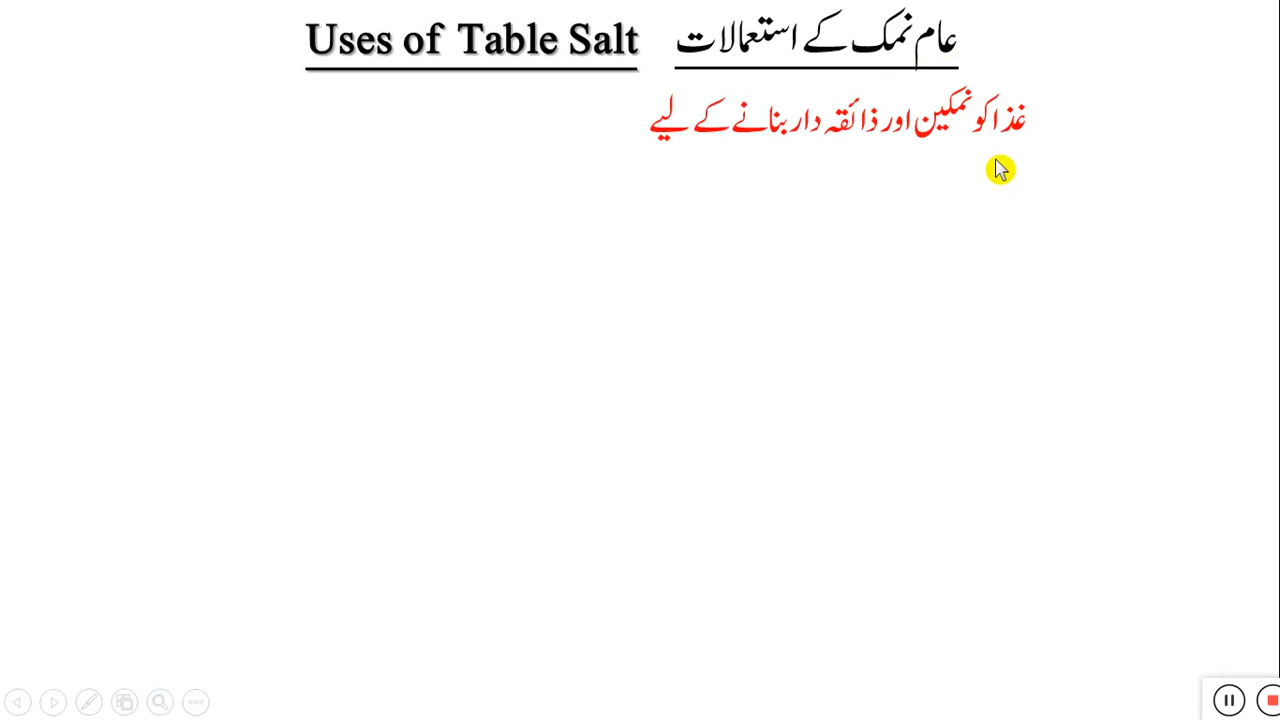 Uses of Table Salt عام نمک کے استعمالات
غذا کو نمکین اور ذائقہ دار بنانے کے لیے